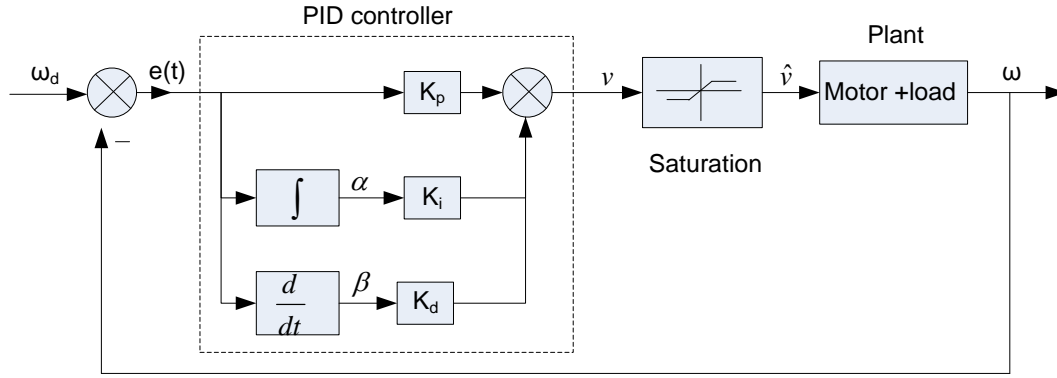 PID controller
Plant
ω_d
e(t)
K_p
v
v̂
Motor +load
ω
−
Saturation
∫
α
K_i
d
dt
β
K_d